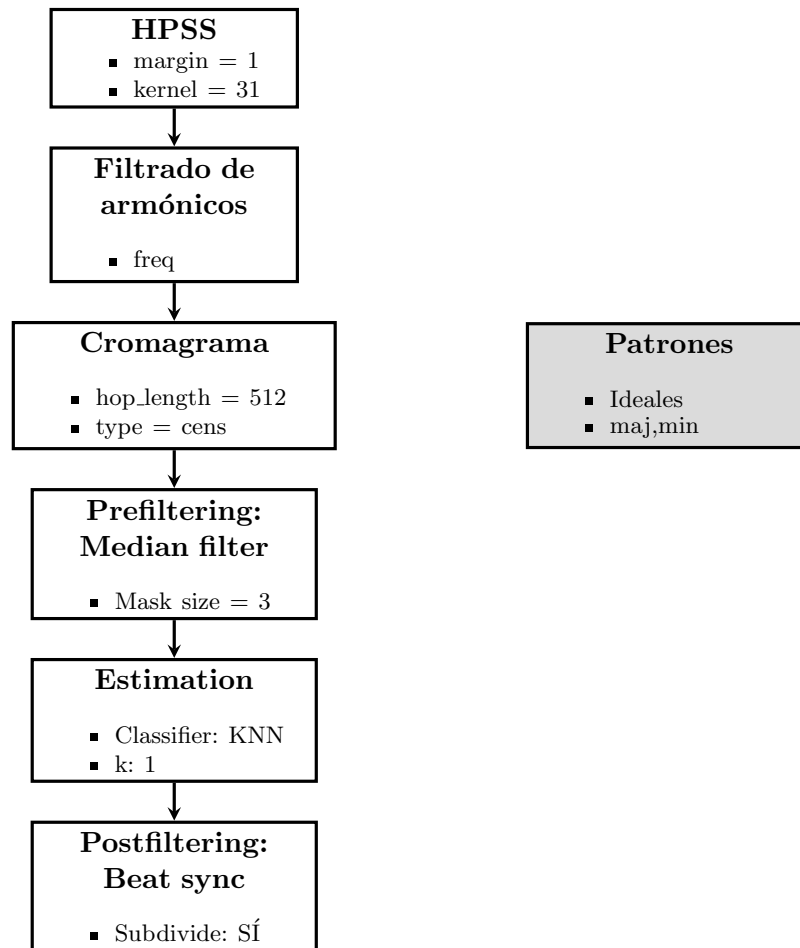 HPSS
▪ margin = 1
▪ kernel = 31
Filtrado de
armónicos
▪ freq
Cromagrama
▪ hop_length = 512
▪ type = cens
Patrones
▪ Ideales
▪ maj,min
Prefiltering:
Median filter
▪ Mask size = 3
Estimation
▪ Classifier: KNN
▪ k: 1
Postfiltering:
Beat sync
▪ Subdivide: SÍ